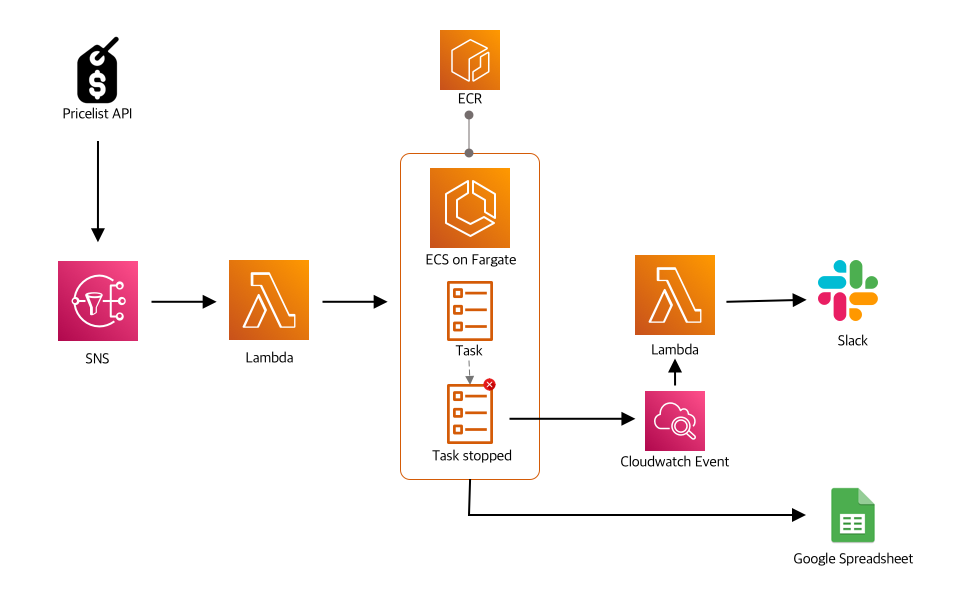 Pricelist API
ECR
ECS on Fargate
Task
Task stopped
SNS
Lambda
Lambda
Slack
Cloudwatch Event
Google Spreadsheet